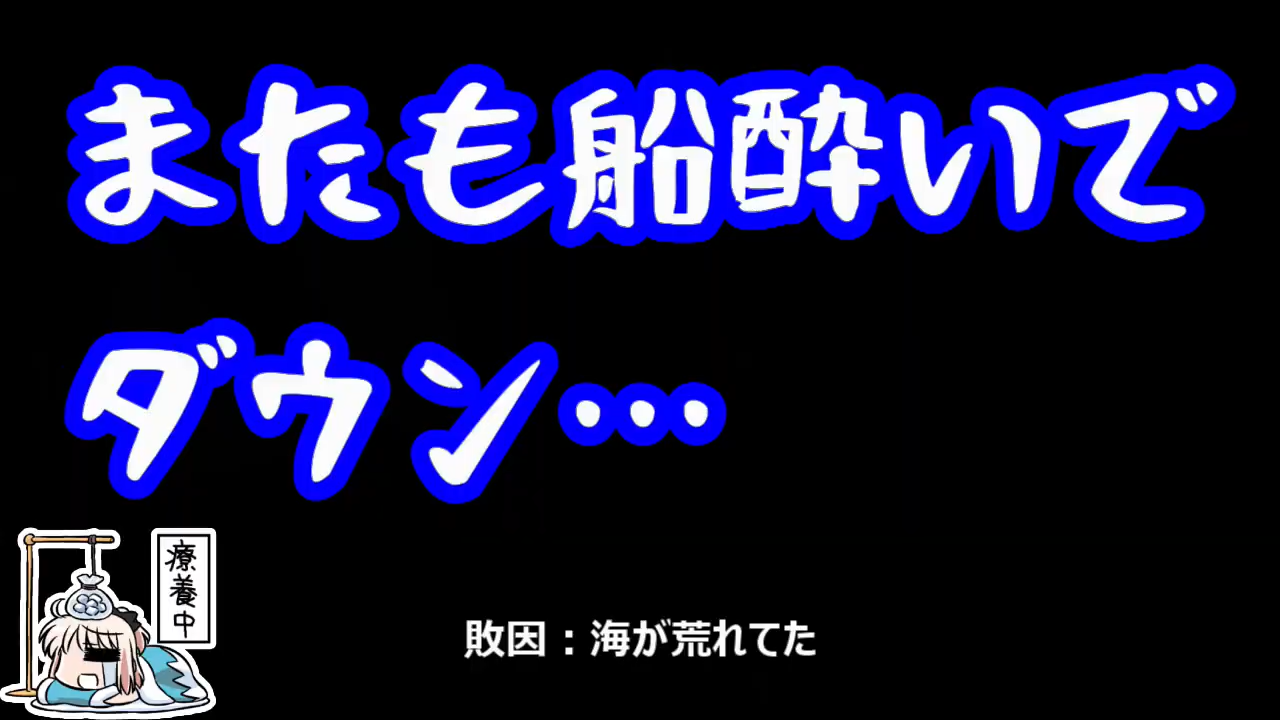 またも船酔いで
ダウン…
療養中
敗因：海が荒れてた